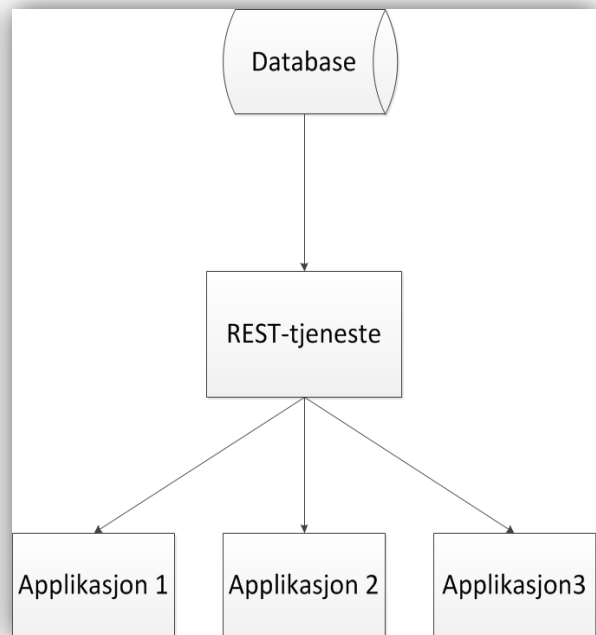 Database
REST-tjeneste
Applikasjon 1
Applikasjon 2
Applikasjon3